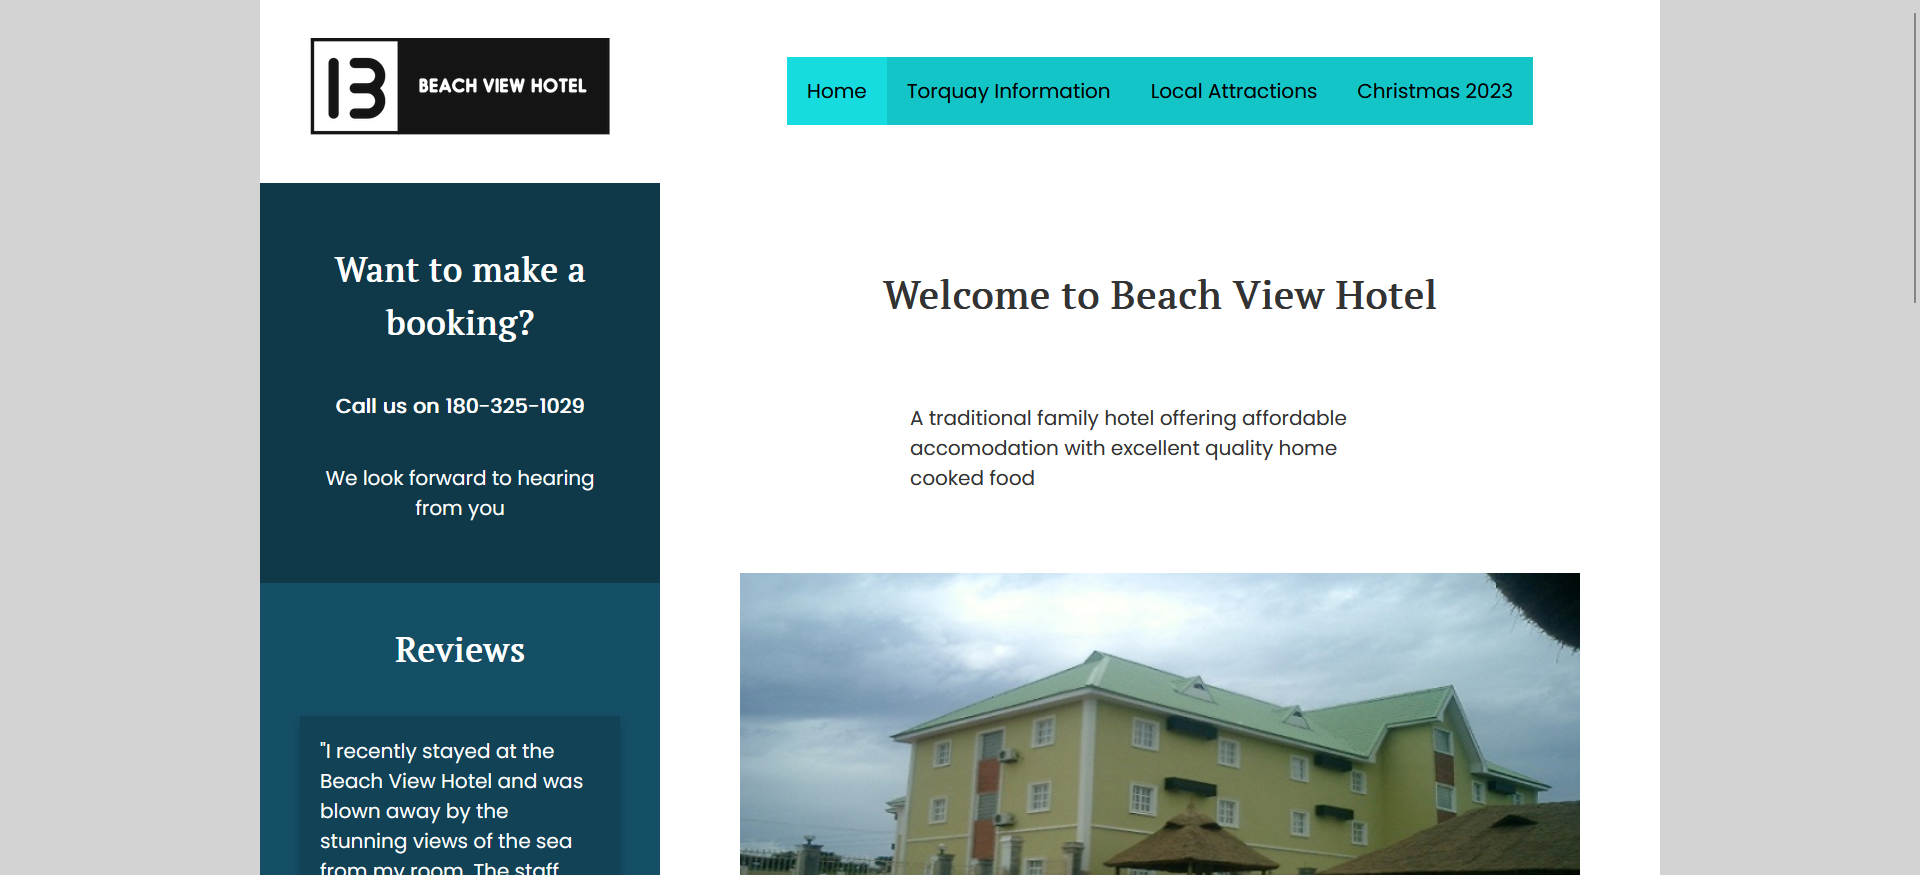 BEACH VIEW HOTEL
Home
Torquay Information
Local Attractions
Christmas 2023
Want to make a
booking?
Call us on 180-325-1029
We look forward to hearing
from you
Reviews
"I recently stayed at the
Beach View Hotel and was
blown away by the
stunning views of the sea
from my room. The staff
Welcome to Beach View Hotel
A traditional family hotel offering affordable
accomodation with excellent quality home
cooked food